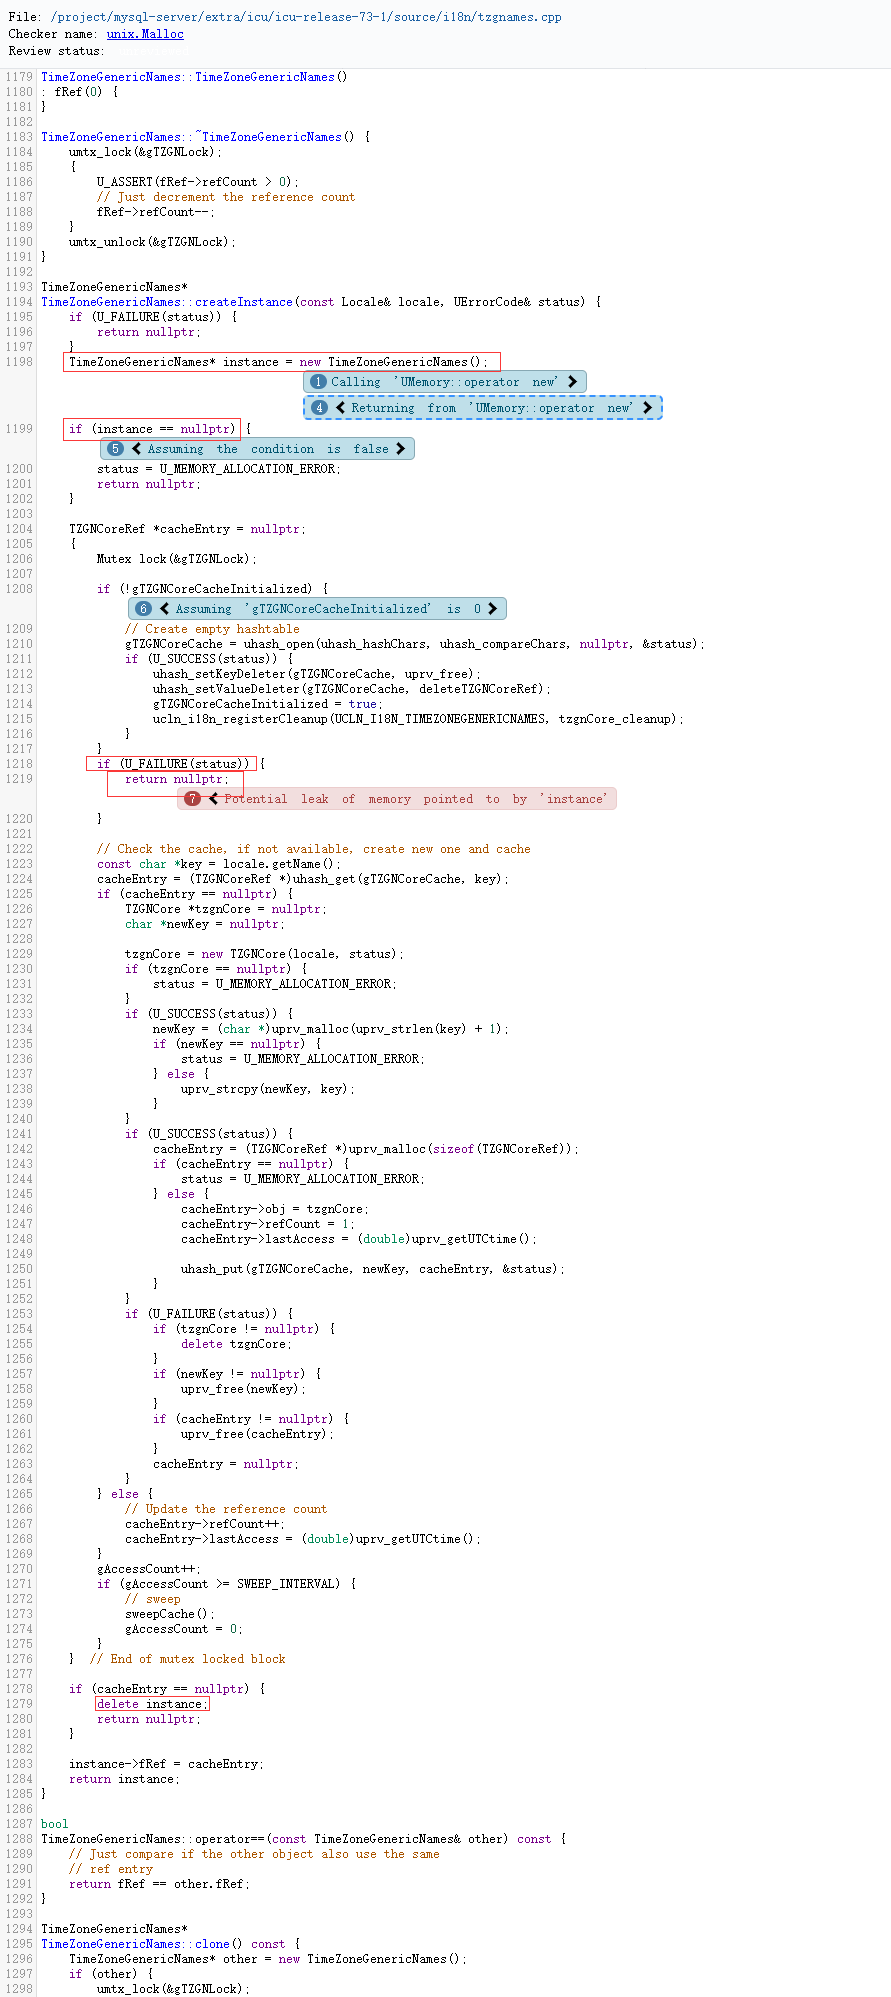 File: /project/mysql-server/extra/icu/icu-release-73-1/source/i18n/tzgnames.cpp
Checker name: unix.Malloc
Review status:
1179 TimeZoneGenericNames::TimeZoneGenericNames()
1180 : fRef(0) {
1181 }
1182
1183 TimeZoneGenericNames::~TimeZoneGenericNames() {
1184     umtx_lock(&gTZGNLock);
1185     {
1186         U_ASSERT(fRef->refCount > 0);
1187         // Just decrement the reference count
1188         fRef->refCount--;
1189     }
1190     umtx_unlock(&gTZGNLock);
1191 }
1192
1193 TimeZoneGenericNames*
1194 TimeZoneGenericNames::createInstance(const Locale& locale, UErrorCode& status) {
1195     if (U_FAILURE(status)) {
1196         return nullptr;
1197     }
1198     TimeZoneGenericNames* instance = new TimeZoneGenericNames();
1 Calling 'UMemory::operator new'
4 Returning from 'UMemory::operator new'
1199     if (instance == nullptr) {
5 Assuming the condition is false
1200         status = U_MEMORY_ALLOCATION_ERROR;
1201         return nullptr;
1202     }
1203
1204     TZGNCoreRef *cacheEntry = nullptr;
1205     {
1206         Mutex lock(&gTZGNLock);
1207
1208         if (!gTZGNCoreCacheInitialized) {
6 Assuming 'gTZGNCoreCacheInitialized' is 0
1209             // Create empty hashtable
1210             gTZGNCoreCache = uhash_open(uhash_hashChars, uhash_compareChars, nullptr, &status);
1211             if (U_SUCCESS(status)) {
1212                 uhash_setKeyDeleter(gTZGNCoreCache, uprv_free);
1213                 uhash_setValueDeleter(gTZGNCoreCache, deleteTZGNCoreRef);
1214                 gTZGNCoreCacheInitialized = true;
1215                 ucln_i18n_registerCleanup(UCLN_I18N_TIMEZONEGENERICNAMES, tzgnCore_cleanup);
1216             }
1217         }
1218         if (U_FAILURE(status)) {
1219             return nullptr;
7 Potential leak of memory pointed to by 'instance'
1220         }
1221
1222         // Check the cache, if not available, create new one and cache
1223         const char *key = locale.getName();
1224         cacheEntry = (TZGNCoreRef *)uhash_get(gTZGNCoreCache, key);
1225         if (cacheEntry == nullptr) {
1226             TZGNCore *tzgnCore = nullptr;
1227             char *newKey = nullptr;
1228
1229             tzgnCore = new TZGNCore(locale, status);
1230             if (tzgnCore == nullptr) {
1231                 status = U_MEMORY_ALLOCATION_ERROR;
1232             }
1233             if (U_SUCCESS(status)) {
1234                 newKey = (char *)uprv_malloc(uprv_strlen(key) + 1);
1235                 if (newKey == nullptr) {
1236                     status = U_MEMORY_ALLOCATION_ERROR;
1237                 } else {
1238                     uprv_strcpy(newKey, key);
1239                 }
1240             }
1241             if (U_SUCCESS(status)) {
1242                 cacheEntry = (TZGNCoreRef *)uprv_malloc(sizeof(TZGNCoreRef));
1243                 if (cacheEntry == nullptr) {
1244                     status = U_MEMORY_ALLOCATION_ERROR;
1245                 } else {
1246                     cacheEntry->obj = tzgnCore;
1247                     cacheEntry->refCount = 1;
1248                     cacheEntry->lastAccess = (double)uprv_getUTCtime();
1249
1250                     uhash_put(gTZGNCoreCache, newKey, cacheEntry, &status);
1251                 }
1252             }
1253             if (U_FAILURE(status)) {
1254                 if (tzgnCore != nullptr) {
1255                     delete tzgnCore;
1256                 }
1257                 if (newKey != nullptr) {
1258                     uprv_free(newKey);
1259                 }
1260                 if (cacheEntry != nullptr) {
1261                     uprv_free(cacheEntry);
1262                 }
1263                 cacheEntry = nullptr;
1264             }
1265         } else {
1266             // Update the reference count
1267             cacheEntry->refCount++;
1268             cacheEntry->lastAccess = (double)uprv_getUTCtime();
1269         }
1270         gAccessCount++;
1271         if (gAccessCount >= SWEEP_INTERVAL) {
1272             // sweep
1273             sweepCache();
1274             gAccessCount = 0;
1275         }
1276     }  // End of mutex locked block
1277
1278     if (cacheEntry == nullptr) {
1279         delete instance;
1280         return nullptr;
1281     }
1282
1283     instance->fRef = cacheEntry;
1284     return instance;
1285 }
1286
1287 bool
1288 TimeZoneGenericNames::operator==(const TimeZoneGenericNames& other) const {
1289     // Just compare if the other object also use the same
1290     // ref entry
1291     return fRef == other.fRef;
1292 }
1293
1294 TimeZoneGenericNames*
1295 TimeZoneGenericNames::clone() const {
1296     TimeZoneGenericNames* other = new TimeZoneGenericNames();
1297     if (other) {
1298         umtx_lock(&gTZGNLock);